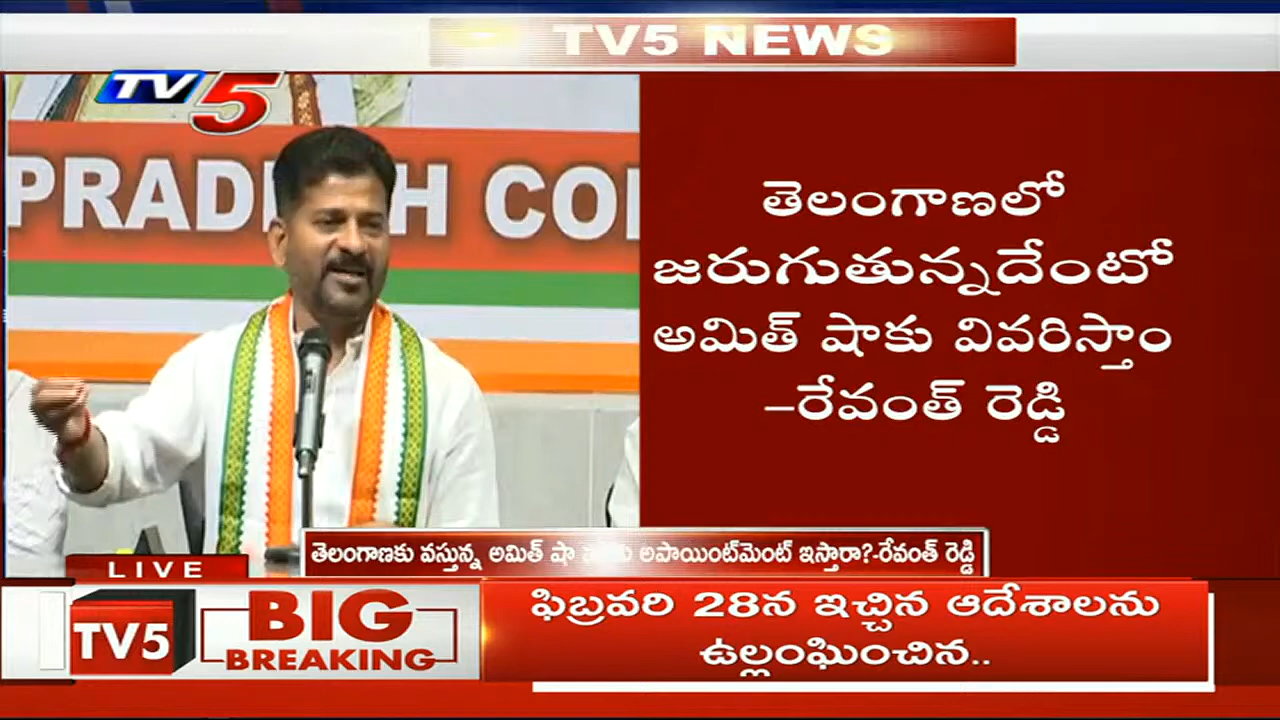 TV5 NEWS
TV5
PRAD H CO
తెలంగాణలో
జరుగుతున్నదేంటో
అమిత్ షాకు వివరిస్తాం
–రేవంత్ రెడ్డి
తెలంగాణకు వస్తున్న అమిత్ షా అపాయింట్‌మెంట్ ఇస్తారా?-రేవంత్ రెడ్డి
LIVE
TV5
BIG
BREAKING
ఫిబ్రవరి 28న ఇచ్చిన ఆదేశాలను
ఉల్లంఘించిన..